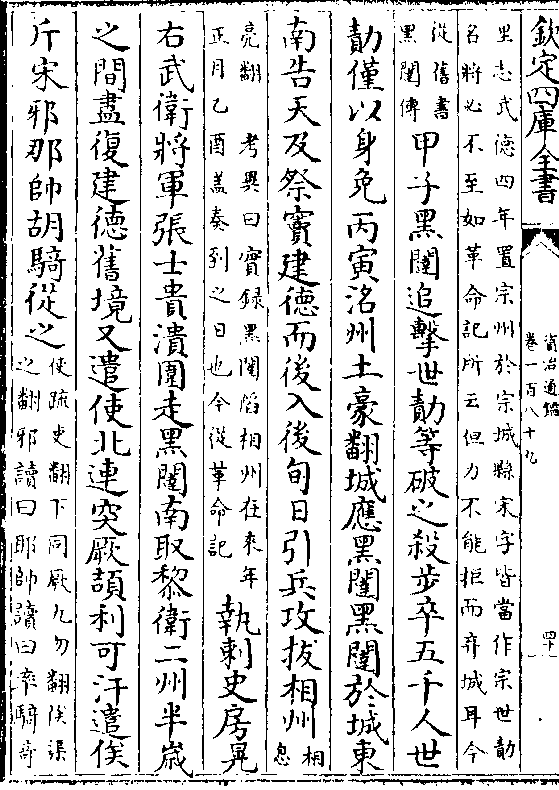 欽定四庫全書
資治通鑑
卷一百八十九
里志武德四年置宗州於宗城縣宋字皆當作宗世勣
名將必不至如革命記所云但力不能拒而弃城耳今
從舊書
黑闥傳
甲子黑闥追擊世勣等破之殺步卒五千人世
勣僅以身免丙寅洺州土豪翻城應黑闥黑闥於城東
南告天及祭竇建德而後入後旬日引兵攻拔相州
相息
亮翻考異曰實録黑闥陷相州在來年
正月乙酉蓋奏到之日也今從革命記
執刺史房晃
右武衛將軍張士貴潰圍走黑闥南取黎衛二州半歲
之間盡復建德舊境又遣使北連突厥頡利可汗遣俟
斤宋邪那帥胡騎從之
使疏吏翻下同厥九勿翻俟渠
之翻邪讀曰耶帥讀曰率騎奇